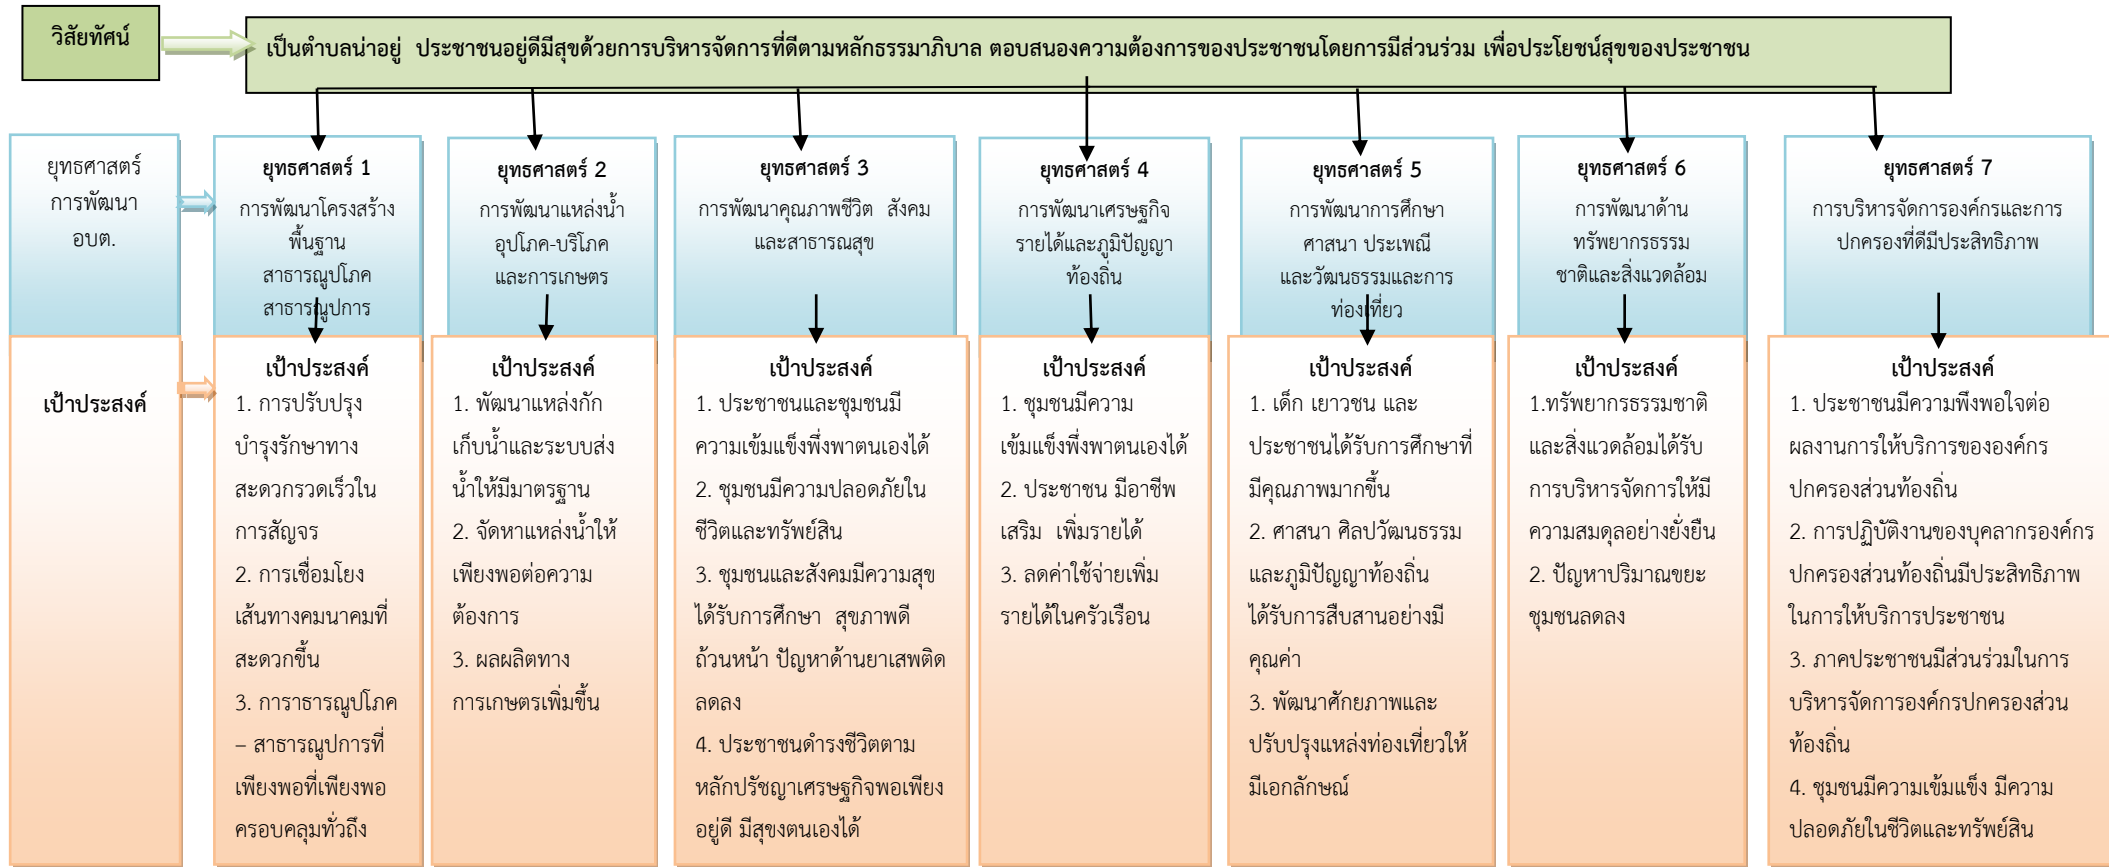 วิสัยทัศน์
เป็นตำบลน่าอยู่ ประชาชนอยู่ดีมีสุขด้วยการบริหารจัดการที่ดีตามหลักธรรมาภิบาล ตอบสนองความต้องการของประชาชนโดยการมีส่วนร่วม เพื่อประโยชน์สุขของประชาชน
ยุทธศาสตร์
การพัฒนา
อบต.
ยุทธศาสตร์ 1
การพัฒนาโครงสร้าง
พื้นฐาน
สาธารณูปโภค
สาธารณูปการ
ยุทธศาสตร์ 2
การพัฒนาแหล่งน้ำ
อุปโภค-บริโภค
และการเกษตร
ยุทธศาสตร์ 3
การพัฒนาคุณภาพชีวิต สังคม
และสาธารณสุข
ยุทธศาสตร์ 4
การพัฒนาเศรษฐกิจ
รายได้และภูมิปัญญา
ท้องถิ่น
ยุทธศาสตร์ 5
การพัฒนาการศึกษา
ศาสนา ประเพณี
และวัฒนธรรมและการ
ท่องเที่ยว
ยุทธศาสตร์ 6
การพัฒนาด้าน
ทรัพยากรธรรม
ชาติและสิ่งแวดล้อม
ยุทธศาสตร์ 7
การบริหารจัดการองค์กรและการ
ปกครองที่ดีมีประสิทธิภาพ
เป้าประสงค์
เป้าประสงค์
1. การปรับปรุง
บำรุงรักษาทาง
สะดวกรวดเร็วใน
การสัญจร
2. การเชื่อมโยง
เส้นทางคมนาคมที่
สะดวกขึ้น
3. การาธารณูปโภค
– สาธารณูปการที่
เพียงพอที่เพียงพอ
ครอบคลุมทั่วถึง
เป้าประสงค์
1. พัฒนาแหล่งกัก
เก็บน้ำและระบบส่ง
น้ำให้มีมาตรฐาน
2. จัดหาแหล่งน้ำให้
เพียงพอต่อความ
ต้องการ
3. ผลผลิตทาง
การเกษตรเพิ่มขึ้น
เป้าประสงค์
1. ประชาชนและชุมชนมี
ความเข้มแข็งพึ่งพาตนเองได้
2. ชุมชนมีความปลอดภัยใน
ชีวิตและทรัพย์สิน
3. ชุมชนและสังคมมีความสุข
ได้รับการศึกษา สุขภาพดี
ถ้วนหน้า ปัญหาด้านยาเสพติด
ลดลง
4. ประชาชนดำรงชีวิตตาม
หลักปรัชญาเศรษฐกิจพอเพียง
อยู่ดี มีสุขงตนเองได้
เป้าประสงค์
1. ชุมชนมีความ
เข้มแข็งพึ่งพาตนเองได้
2. ประชาชน มีอาชีพ
เสริม เพิ่มรายได้
3. ลดค่าใช้จ่ายเพิ่ม
รายได้ในครัวเรือน
เป้าประสงค์
1. เด็ก เยาวชน และ
ประชาชนได้รับการศึกษาที่
มีคุณภาพมากขึ้น
2. ศาสนา ศิลปวัฒนธรรม
และภูมิปัญญาท้องถิ่น
ได้รับการสืบสานอย่างมี
คุณค่า
3. พัฒนาศักยภาพและ
ปรับปรุงแหล่งท่องเที่ยวให้
มีเอกลักษณ์
เป้าประสงค์
1.ทรัพยากรธรรมชาติ
และสิ่งแวดล้อมได้รับ
การบริหารจัดการให้มี
ความสมดุลอย่างยั่งยืน
2. ปัญหาปริมาณขยะ
ชุมชนลดลง
เป้าประสงค์
1. ประชาชนมีความพึงพอใจต่อ
ผลงานการให้บริการขององค์กร
ปกครองส่วนท้องถิ่น
2. การปฏิบัติงานของบุคลากรองค์กร
ปกครองส่วนท้องถิ่นมีประสิทธิภาพ
ในการให้บริการประชาชน
3. ภาคประชาชนมีส่วนร่วมในการ
บริหารจัดการองค์กรปกครองส่วน
ท้องถิ่น
4. ชุมชนมีความเข้มแข็ง มีความ
ปลอดภัยในชีวิตและทรัพย์สิน